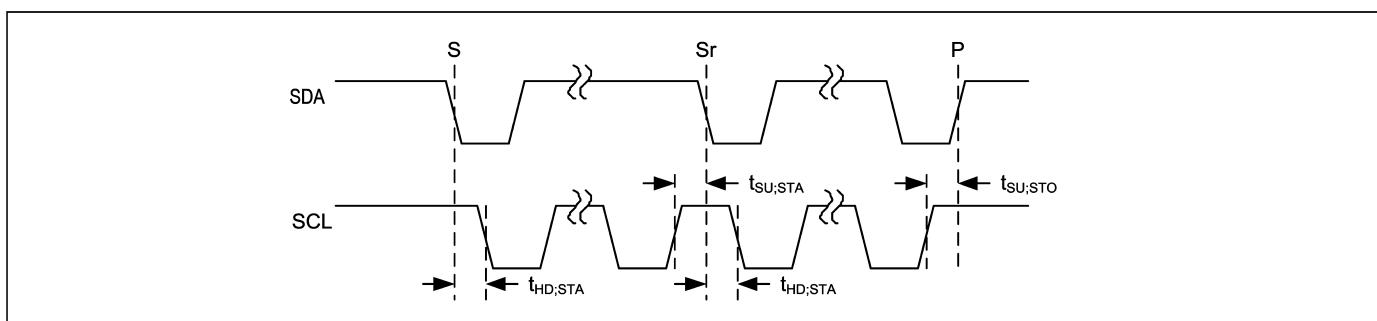 S Sr P
SDA
tSU;STA tSU;STO
SCL
tHD;STA tHD;STA